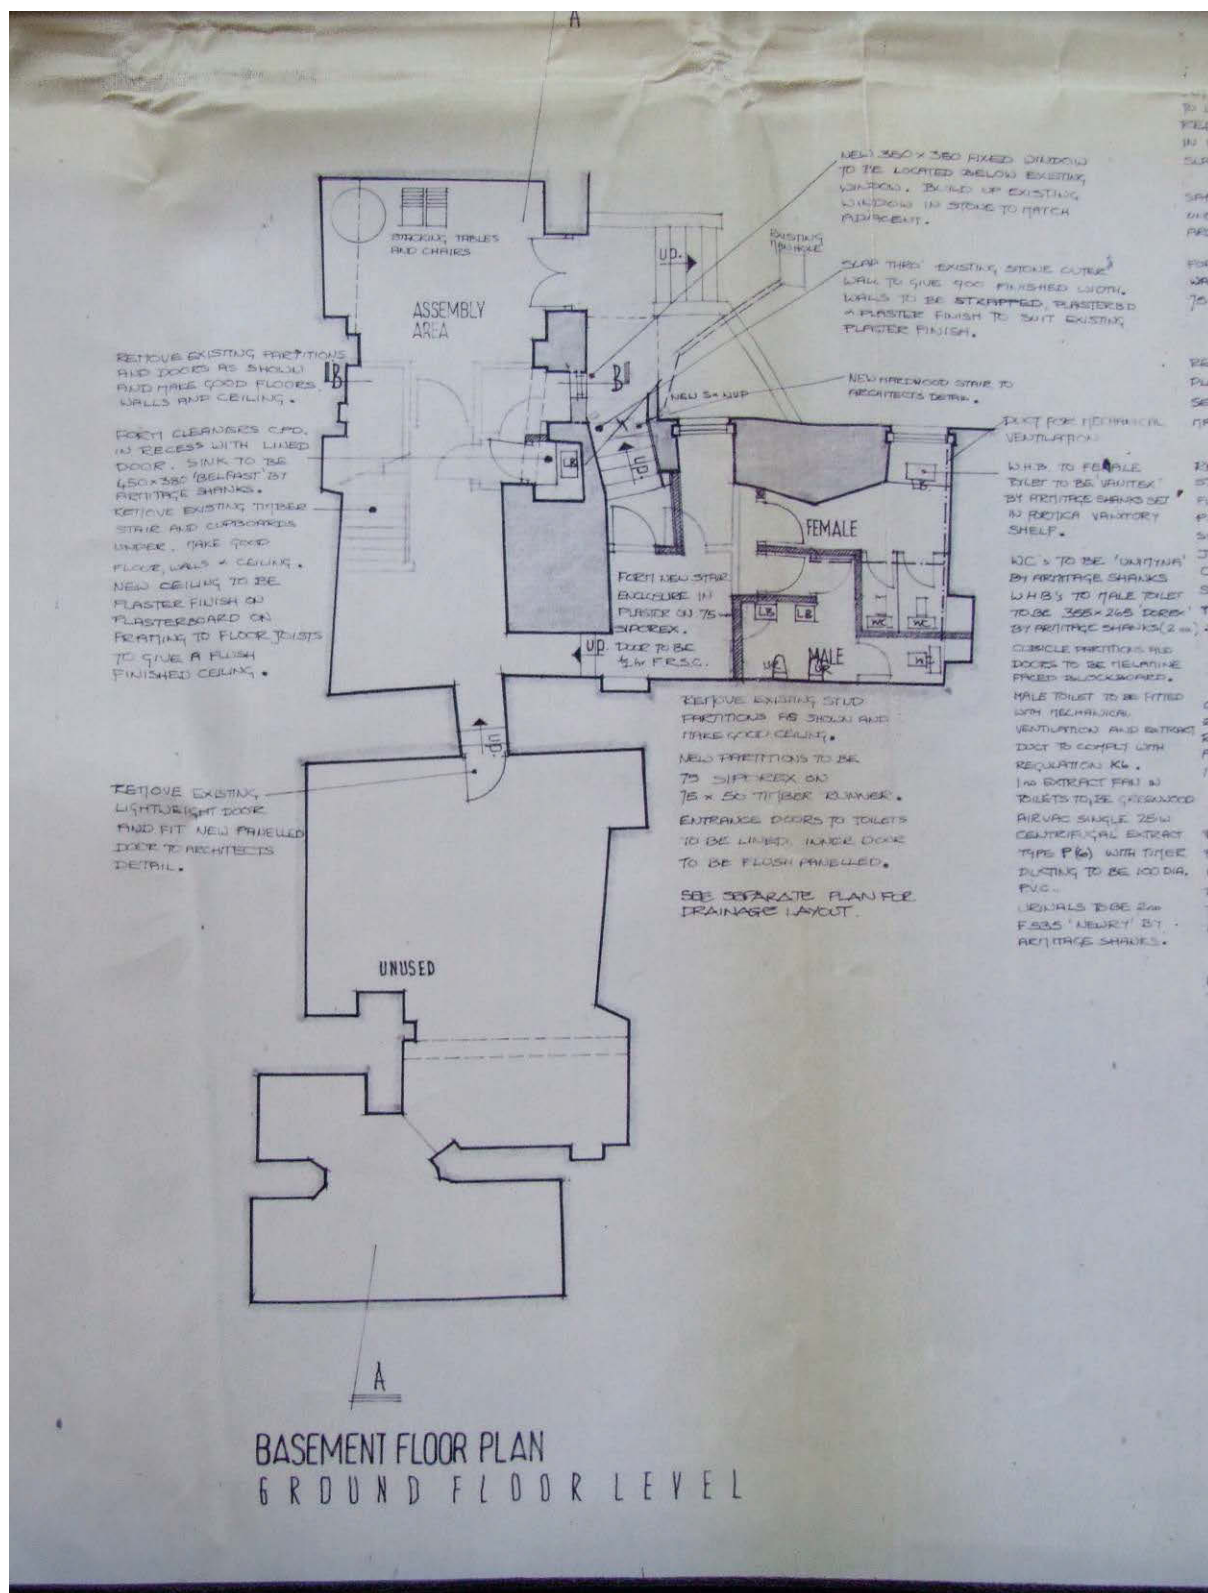 A
NEW 380 x 380 FIXED WINDOW
TO BE LOCATED BELOW EXISTING
WINDOW. BUILD UP EXISTING
WINDOW IN STONE TO MATCH
ADJACENT.
EXISTING
MANHOLE
STACKING TABLES
AND CHAIRS
UP.
SLAP THRO' EXISTING STONE OUTER
WALL TO GIVE 900 FINISHED WIDTH.
WALLS TO BE STRAPPED, PLASTERBD
& PLASTER FINISH TO SUIT EXISTING
PLASTER FINISH.
ASSEMBLY
AREA
REMOVE EXISTING PARTITIONS
AND DOORS AS SHOWN
AND MAKE GOOD FLOORS
WALLS AND CEILING.
B
B
NEW HARDWOOD STAIR TO
ARCHITECTS DETAIL.
NEW
FORM CLEANERS CPD.
IN RECESS WITH LINED
DOOR. SINK TO BE
450 x 380 'BELFAST' BY
ARMITAGE SHANKS.
REMOVE EXISTING TIMBER
STAIR AND CUPBOARDS
UNDER. MAKE GOOD
FLOOR, WALLS & CEILING.
NEW CEILING TO BE
PLASTER FINISH ON
PLASTERBOARD ON
FRAMING TO FLOOR JOISTS
TO GIVE A FLUSH
FINISHED CEILING.
UP.
DUCT FOR MECHANICAL
VENTILATION
W.H.B. TO FEMALE
TOILET TO BE 'VANITEX'
BY ARMITAGE SHANKS SET
IN FORMICA VANITORY
SHELF.
LB
FEMALE
FORM NEW STAIR
ENCLOSURE IN
PLASTER ON 75
SIPOREX.
DOOR TO BE
½ hr F.R.S.C.
LB
LB
WC
WC
MALE
UR
UR
WC
UP.
WC's TO BE 'UNIMYNA'
BY ARMITAGE SHANKS
W.H.B's TO MALE TOILET
TO BE 355 x 265 'DOREX'
BY ARMITAGE SHANKS (2 no)
CUBICLE PARTITIONS AND
DOORS TO BE MELAMINE
FACED BLOCKBOARD.
MALE TOILET TO BE FITTED
WITH MECHANICAL
VENTILATION AND EXTRACT
DUCT TO COMPLY WITH
REGULATION K6.
1 no EXTRACT FAN IN
TOILETS TO BE GREENWOOD
AIRVAC SINGLE 25W
CENTRIFUGAL EXTRACT
TYPE P(6) WITH TIMER
DUCTING TO BE 100 DIA.
P.V.C.
URINALS TO BE 2no
F535 'NEWRY' BY
ARMITAGE SHANKS.
REMOVE EXISTING STUD
PARTITIONS AS SHOWN AND
MAKE GOOD CEILING.
NEW PARTITIONS TO BE
75 SIPOREX ON
75 x 50 TIMBER RUNNER.
ENTRANCE DOORS TO TOILETS
TO BE LINED, INNER DOOR
TO BE FLUSH PANELLED.
SEE SEPARATE PLAN FOR
DRAINAGE LAYOUT.
UP.
REMOVE EXISTING
LIGHTWEIGHT DOOR
AND FIT NEW PANELLED
DOOR TO ARCHITECTS
DETAIL.
UNUSED
A
BASEMENT FLOOR PLAN
GROUND FLOOR LEVEL